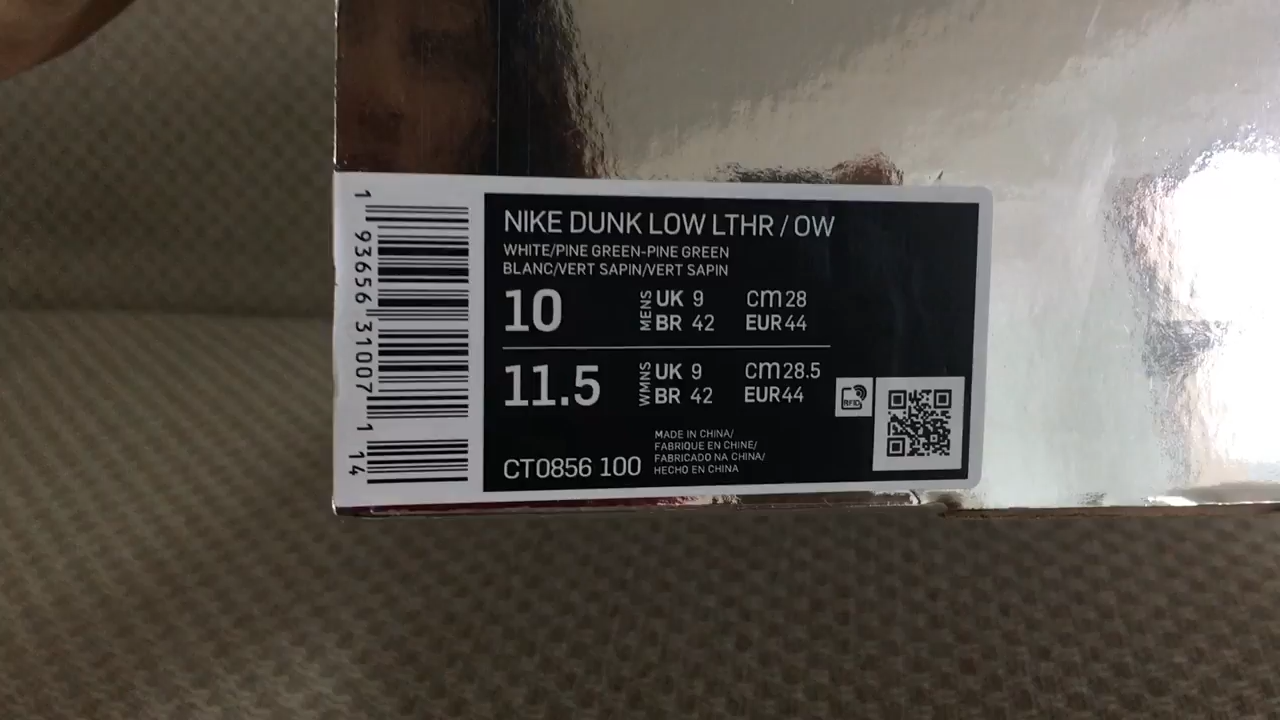 NIKE DUNK LOW LTHR / OW
WHITE/PINE GREEN-PINE GREEN
BLANC/VERT SAPIN/VERT SAPIN
10 MENS UK 9 cm 28
BR 42 EUR 44
11.5 WMNS UK 9 cm 28.5
BR 42 EUR 44
RFID
MADE IN CHINA/
FABRIQUE EN CHINE/
FABRICADO NA CHINA/
HECHO EN CHINA
CT0856 100
1 93656 31007 1 14